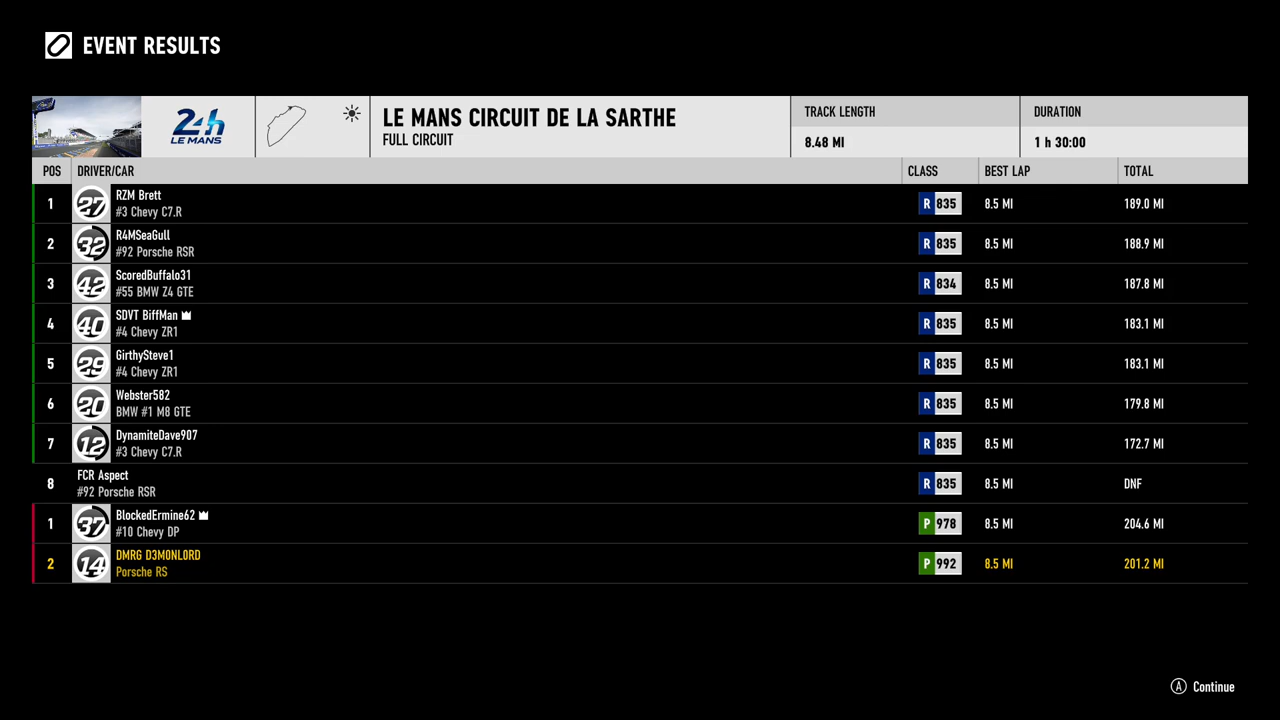 EVENT RESULTS
24h
LE MANS
LE MANS CIRCUIT DE LA SARTHE
FULL CIRCUIT
TRACK LENGTH
8.48 MI
DURATION
1 h 30:00
POS DRIVER/CAR CLASS BEST LAP TOTAL
1 27 RZM Brett
#3 Chevy C7.R
R 835 8.5 MI 189.0 MI
2 32 R4MSeaGull
#92 Porsche RSR
R 835 8.5 MI 188.9 MI
3 42 ScoredBuffalo31
#55 BMW Z4 GTE
R 834 8.5 MI 187.8 MI
4 40 SDVT BiffMan
#4 Chevy ZR1
R 835 8.5 MI 183.1 MI
5 29 GirthySteve1
#4 Chevy ZR1
R 835 8.5 MI 183.1 MI
6 20 Webster582
BMW #1 M8 GTE
R 835 8.5 MI 179.8 MI
7 12 DynamiteDave907
#3 Chevy C7.R
R 835 8.5 MI 172.7 MI
8 FCR Aspect
#92 Porsche RSR
R 835 8.5 MI DNF
1 37 BlockedErmine62
#10 Chevy DP
P 978 8.5 MI 204.6 MI
2 14 DMRG D3M0NL0RD
Porsche RS
P 992 8.5 MI 201.2 MI
A Continue